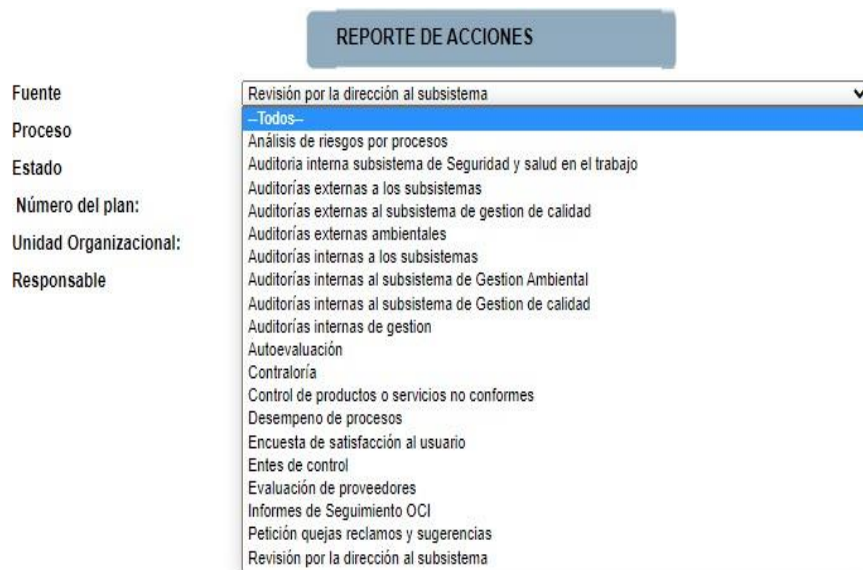 REPORTE DE ACCIONES
Fuente
Revisión por la dirección al subsistema
Proceso
Estado
Número del plan:
Unidad Organizacional:
Responsable
--Todos--
Análisis de riesgos por procesos
Auditoria interna subsistema de Seguridad y salud en el trabajo
Auditorías externas a los subsistemas
Auditorías externas al subsistema de gestion de calidad
Auditorías externas ambientales
Auditorías internas a los subsistemas
Auditorías internas al subsistema de Gestion Ambiental
Auditorías internas al subsistema de Gestion de calidad
Auditorías internas de gestion
Autoevaluación
Contraloría
Control de productos o servicios no conformes
Desempeno de procesos
Encuesta de satisfacción al usuario
Entes de control
Evaluación de proveedores
Informes de Seguimiento OCI
Petición quejas reclamos y sugerencias
Revisión por la dirección al subsistema